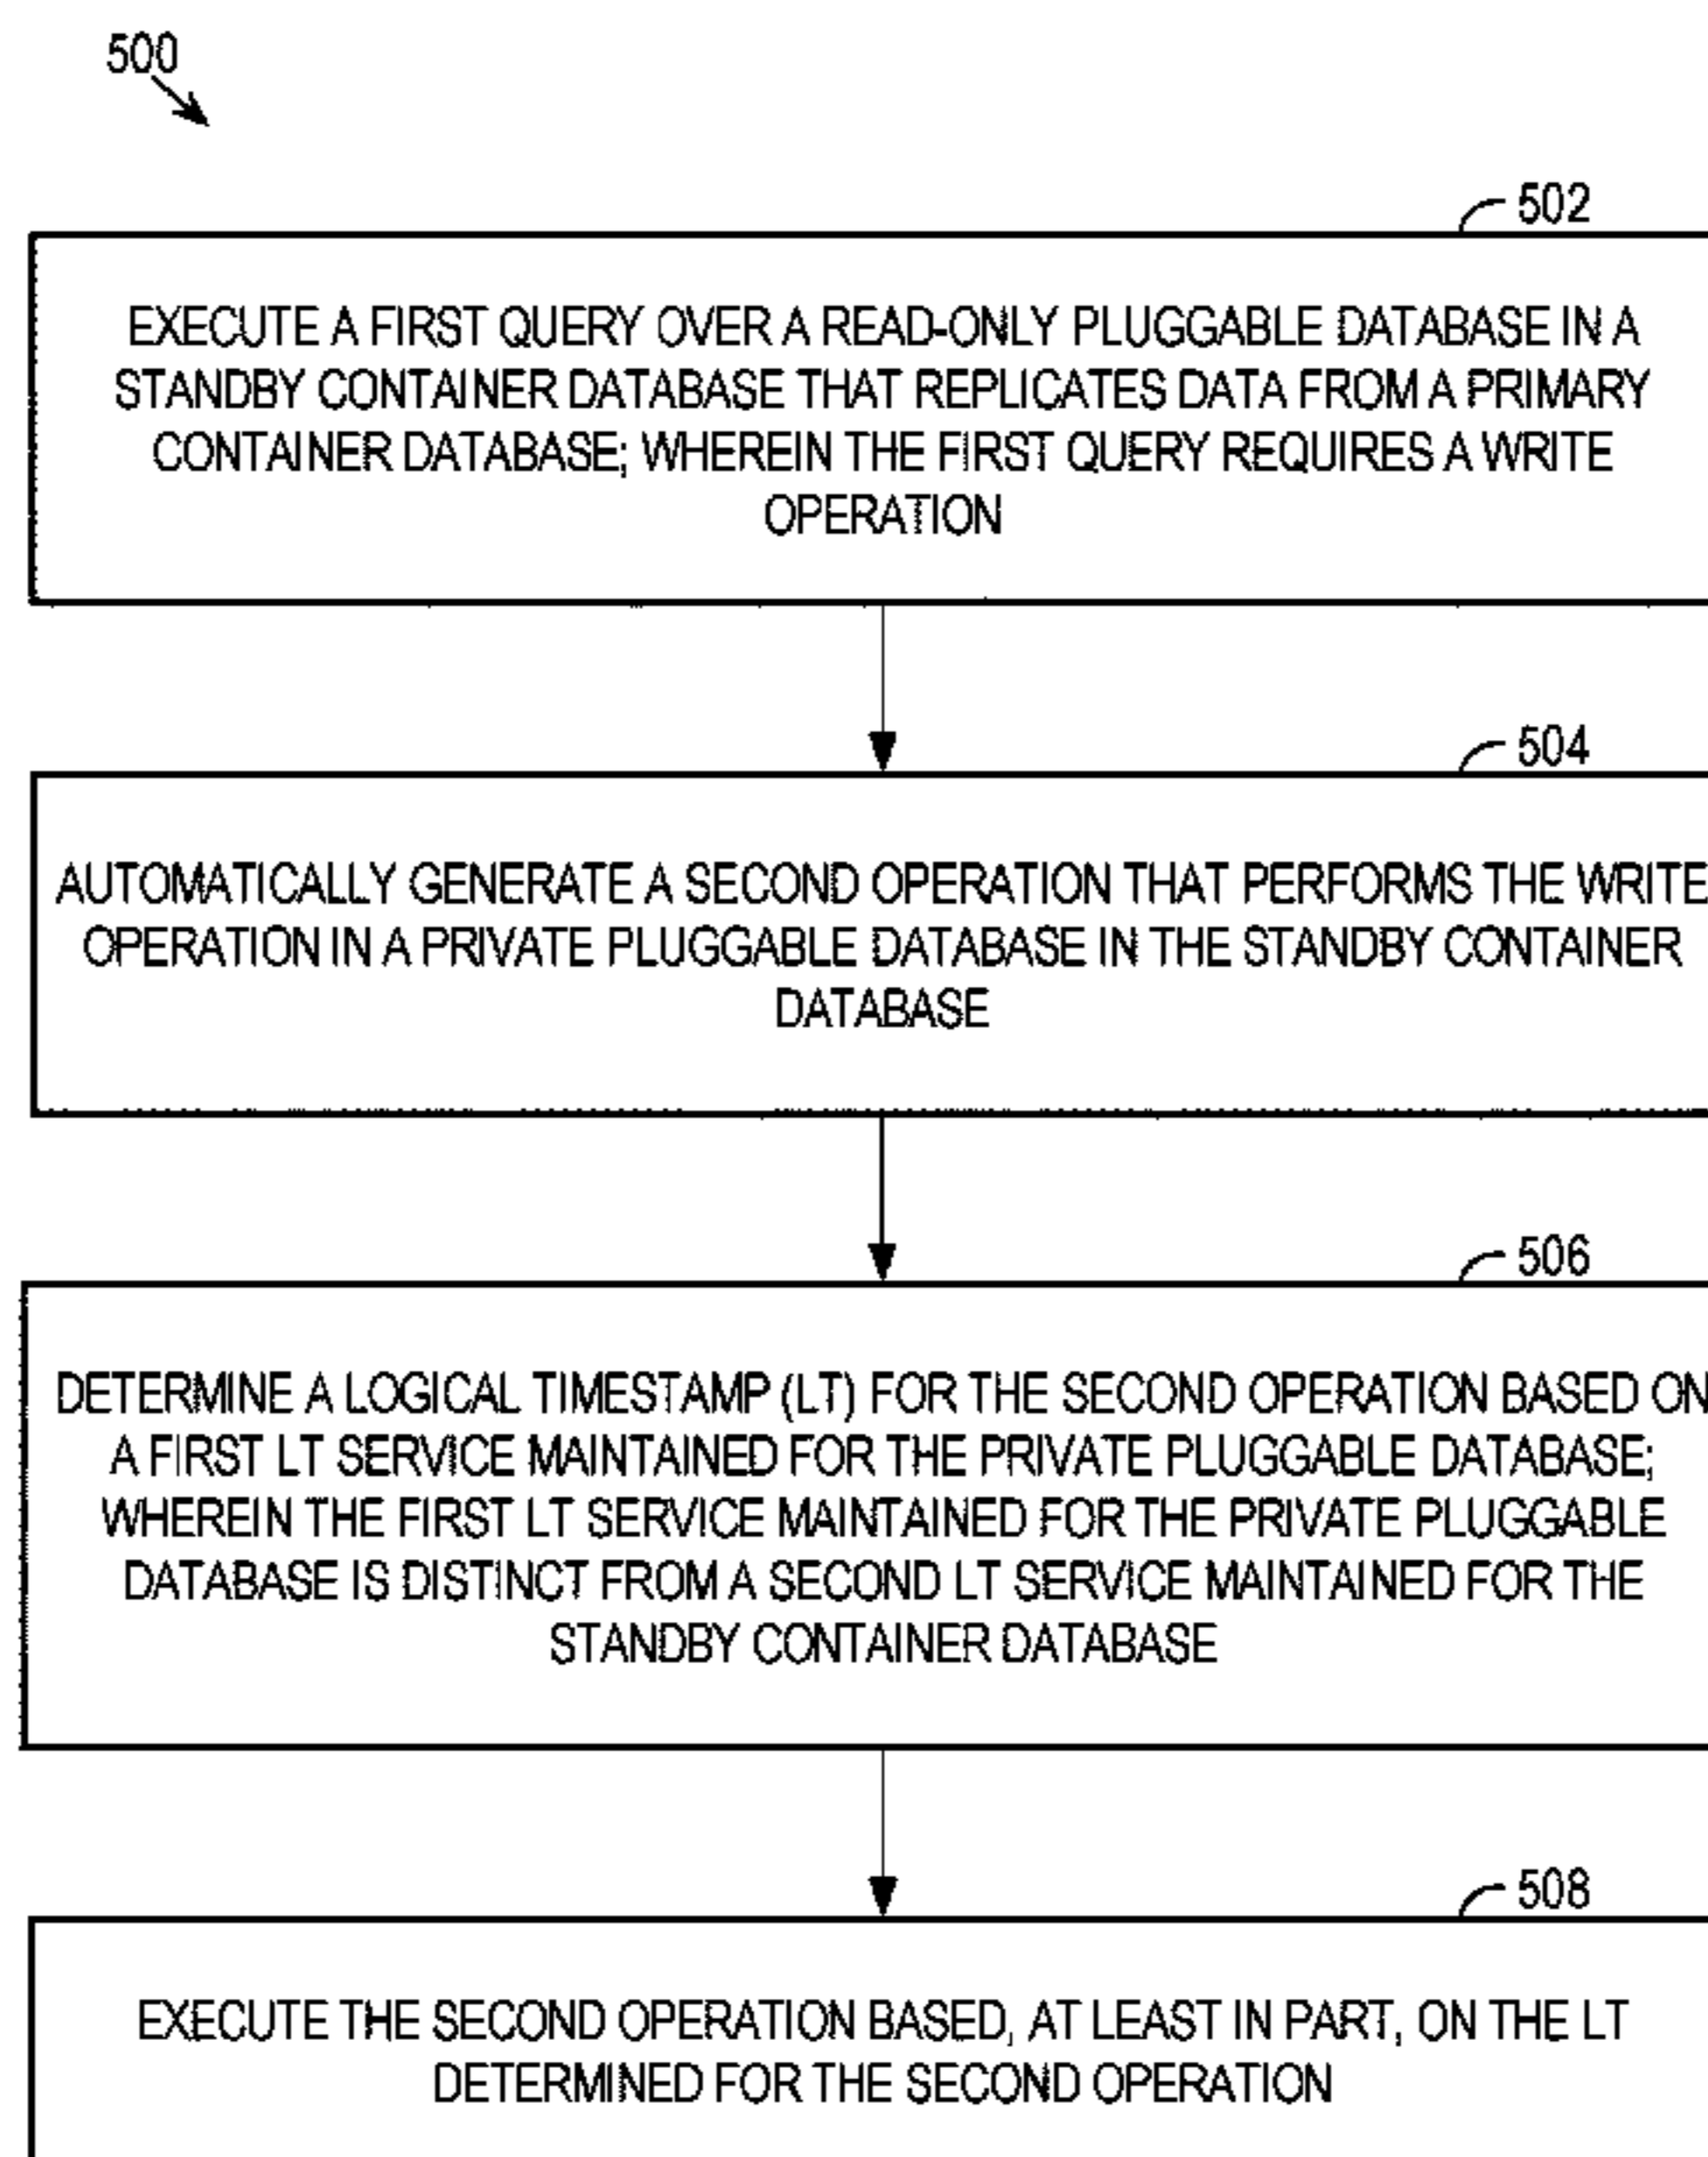 500
502
EXECUTE A FIRST QUERY OVER A READ-ONLY PLUGGABLE DATABASE IN A
STANDBY CONTAINER DATABASE THAT REPLICATES DATA FROM A PRIMARY
CONTAINER DATABASE; WHEREIN THE FIRST QUERY REQUIRES A WRITE
OPERATION
504
AUTOMATICALLY GENERATE A SECOND OPERATION THAT PERFORMS THE WRITE
OPERATION IN A PRIVATE PLUGGABLE DATABASE IN THE STANDBY CONTAINER
DATABASE
506
DETERMINE A LOGICAL TIMESTAMP (LT) FOR THE SECOND OPERATION BASED ON
A FIRST LT SERVICE MAINTAINED FOR THE PRIVATE PLUGGABLE DATABASE;
WHEREIN THE FIRST LT SERVICE MAINTAINED FOR THE PRIVATE PLUGGABLE
DATABASE IS DISTINCT FROM A SECOND LT SERVICE MAINTAINED FOR THE
STANDBY CONTAINER DATABASE
508
EXECUTE THE SECOND OPERATION BASED, AT LEAST IN PART, ON THE LT
DETERMINED FOR THE SECOND OPERATION